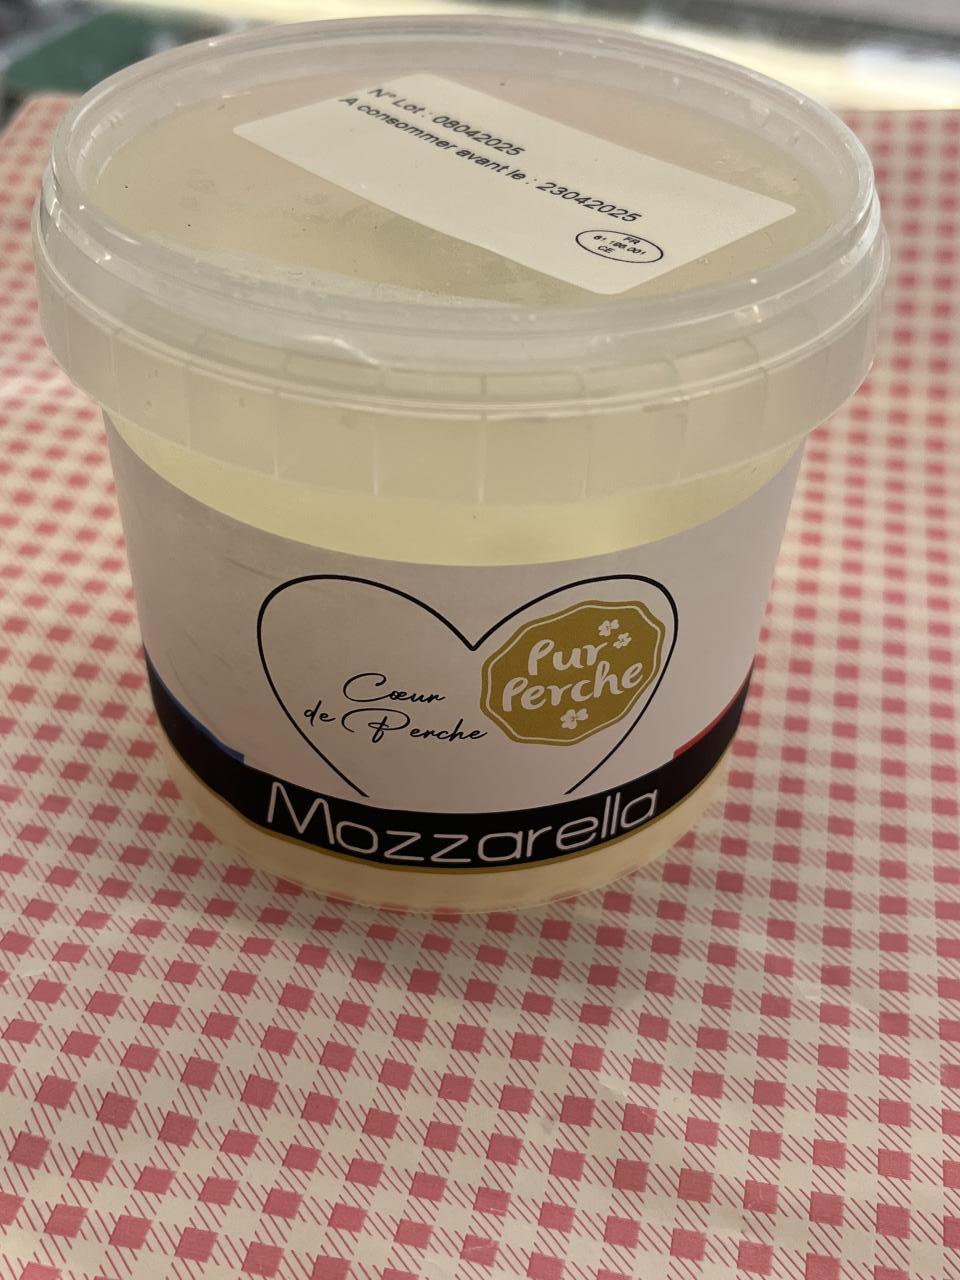 N° Lot : 08042025
A consommer avant le : 23042025
FR
CE
Pur
Perche
Cœur
de Perche
Mozzarella